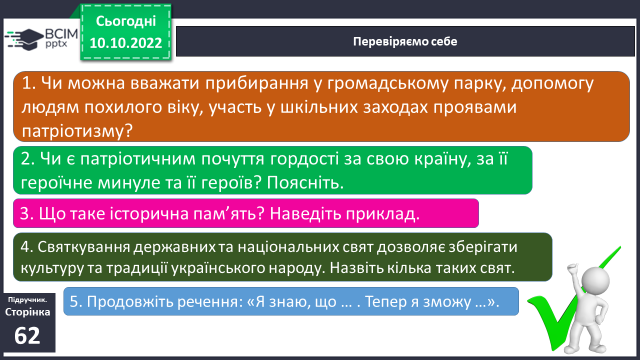 ВСІМ
pptx
Сьогодні
10.10.2022
Перевіряємо себе
1. Чи можна вважати прибирання у громадському парку, допомогу
людям похилого віку, участь у шкільних заходах проявами
патріотизму?
2. Чи є патріотичним почуття гордості за свою країну, за її
героїчне минуле та її героїв? Поясніть.
3. Що таке історична пам’ять? Наведіть приклад.
4. Святкування державних та національних свят дозволяє зберігати
культуру та традиції українського народу. Назвіть кілька таких свят.
Підручник.
Сторінка
62
5. Продовжіть речення: «Я знаю, що … . Тепер я зможу …».